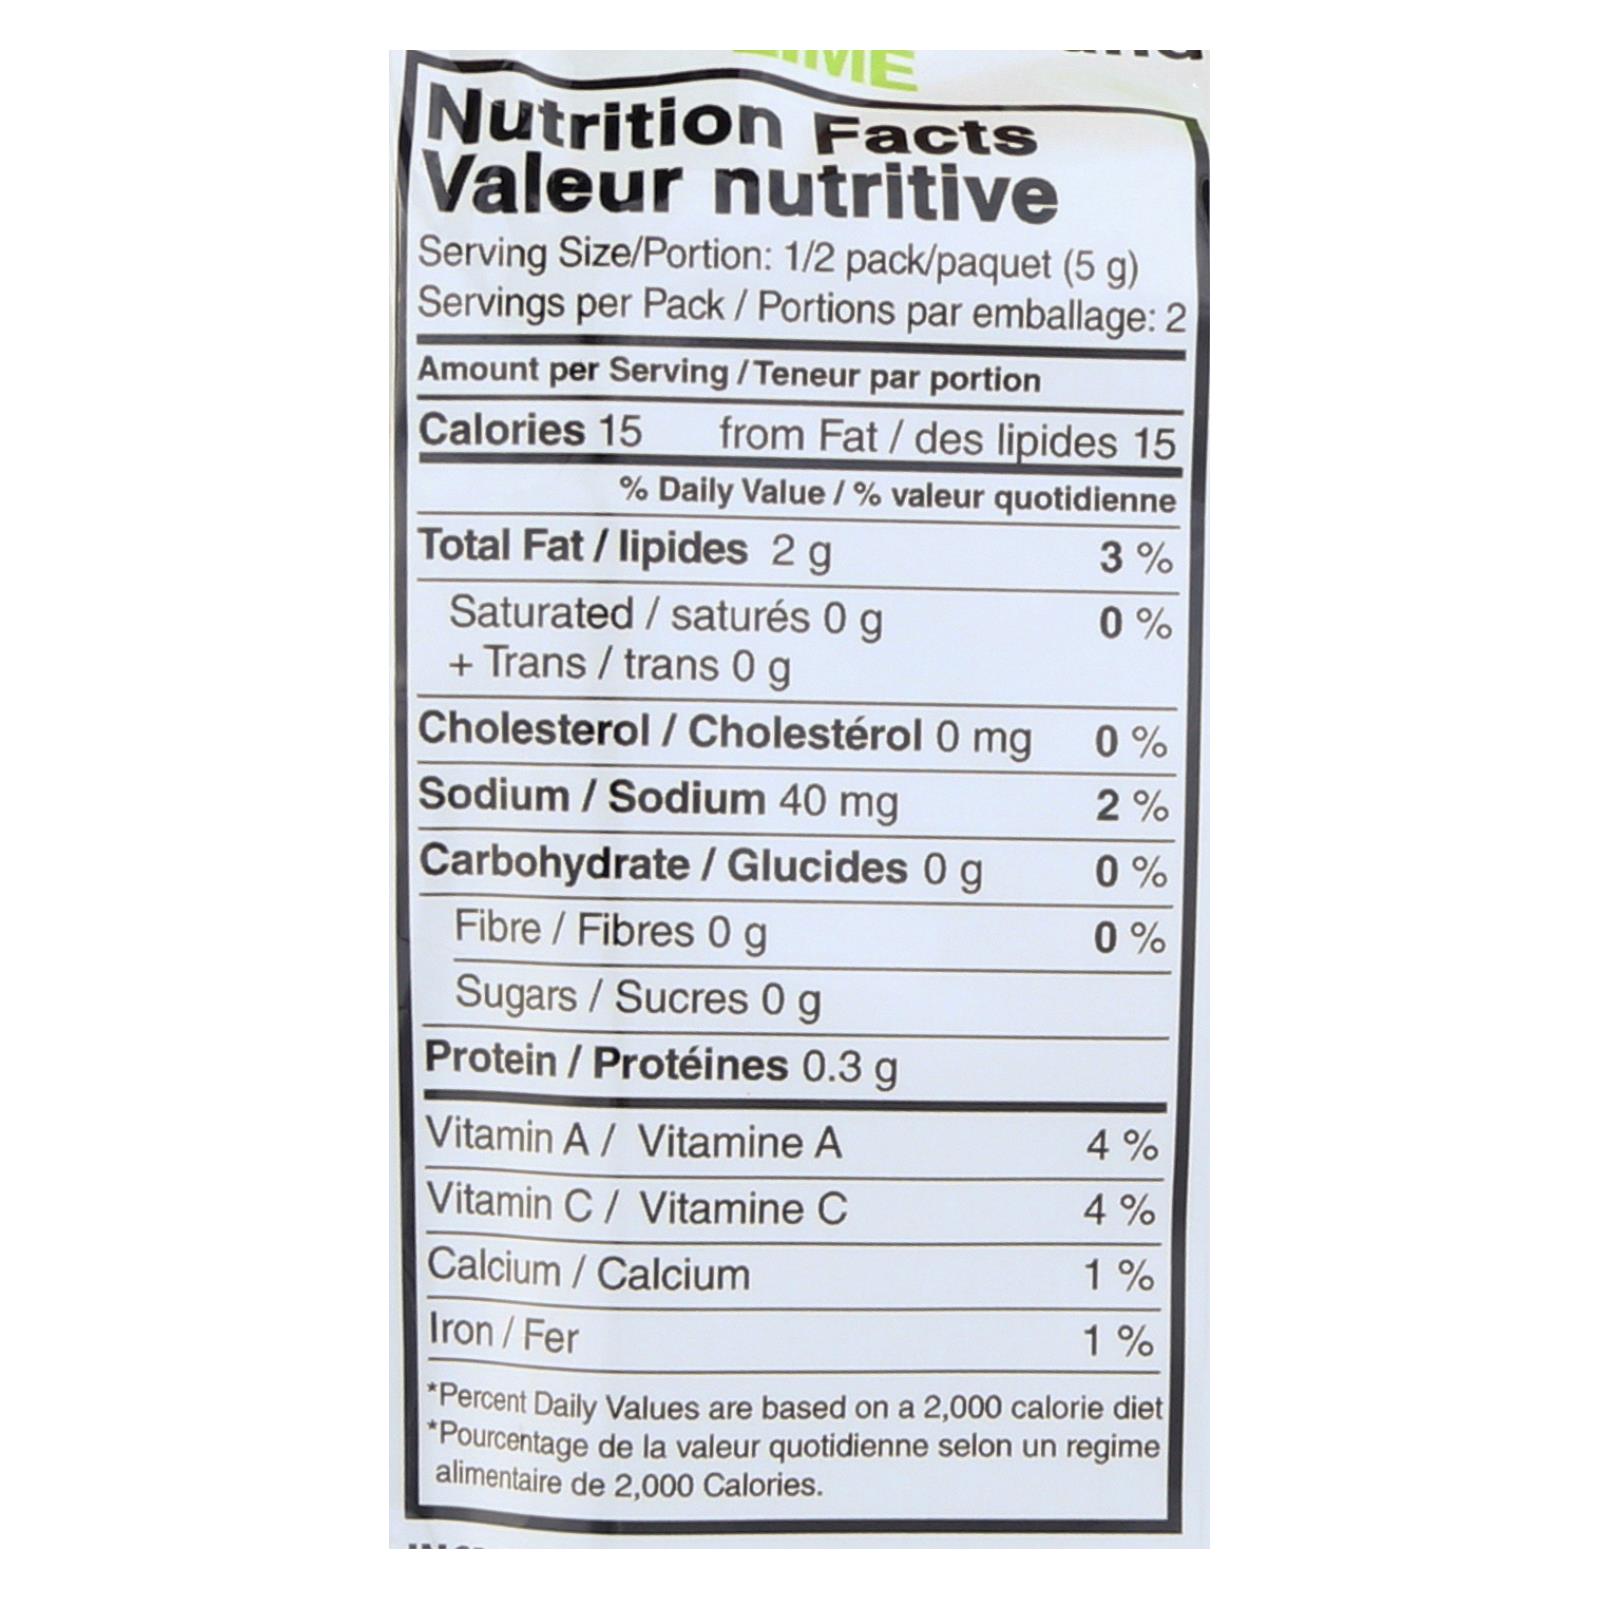 Nutrition Facts
Valeur nutritive
Serving Size/Portion: 1/2 pack/paquet (5 g)
Servings per Pack / Portions par emballage: 2
Amount per Serving / Teneur par portion
Calories 15 from Fat / des lipides 15
% Daily Value / % valeur quotidienne
Total Fat / lipides 2 g 3 %
Saturated / saturés 0 g 0 %
+ Trans / trans 0 g
Cholesterol / Cholestérol 0 mg 0 %
Sodium / Sodium 40 mg 2 %
Carbohydrate / Glucides 0 g 0 %
Fibre / Fibres 0 g 0 %
Sugars / Sucres 0 g
Protein / Protéines 0.3 g
Vitamin A / Vitamine A 4 %
Vitamin C / Vitamine C 4 %
Calcium / Calcium 1 %
Iron / Fer 1 %
*Percent Daily Values are based on a 2,000 calorie diet
*Pourcentage de la valeur quotidienne selon un regime
alimentaire de 2,000 Calories.